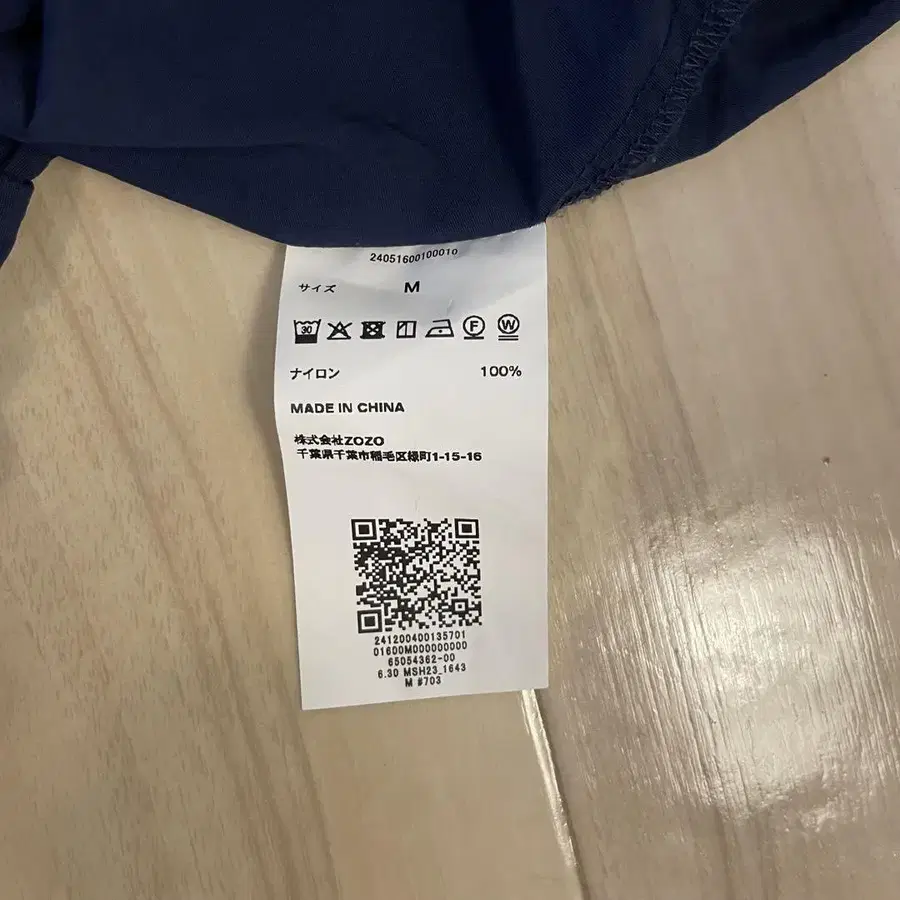 24051600100010
サイズ M
30 F W
ナイロン 100%
MADE IN CHINA
株式会社ZOZO
千葉県千葉市稲毛区緑町1-15-16
241200400135701
01600M000000000
65054362-00
6.30 MSH23_1643
M #703